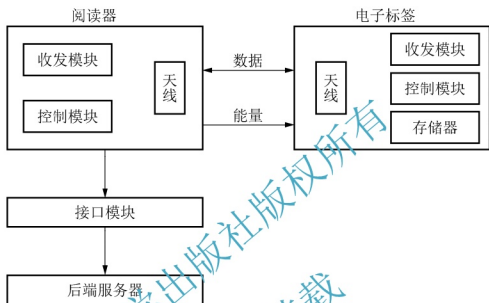 阅读器
电子标签
收发模块
控制模块
天线
数据
能量
天线
收发模块
控制模块
存储器
接口模块
后端服务器
出版社版权所有
载